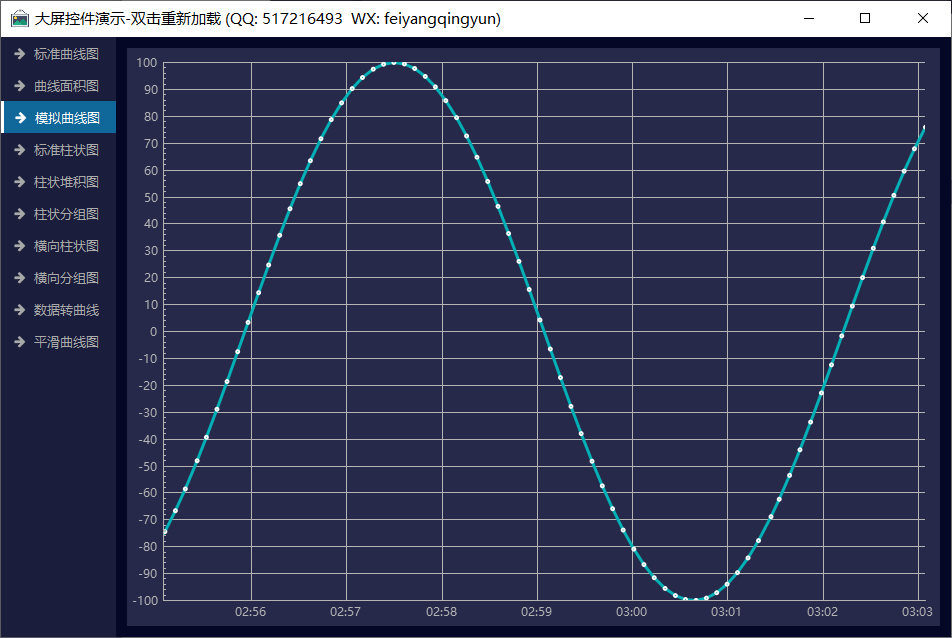 大屏控件演示-双击重新加载 (QQ: 517216493  WX: feiyangqingyun)
标准曲线图
曲线面积图
模拟曲线图
标准柱状图
柱状堆积图
柱状分组图
横向柱状图
横向分组图
数据转曲线
平滑曲线图
100
90
80
70
60
50
40
30
20
10
0
-10
-20
-30
-40
-50
-60
-70
-80
-90
-100
02:56 02:57 02:58 02:59 03:00 03:01 03:02 03:03